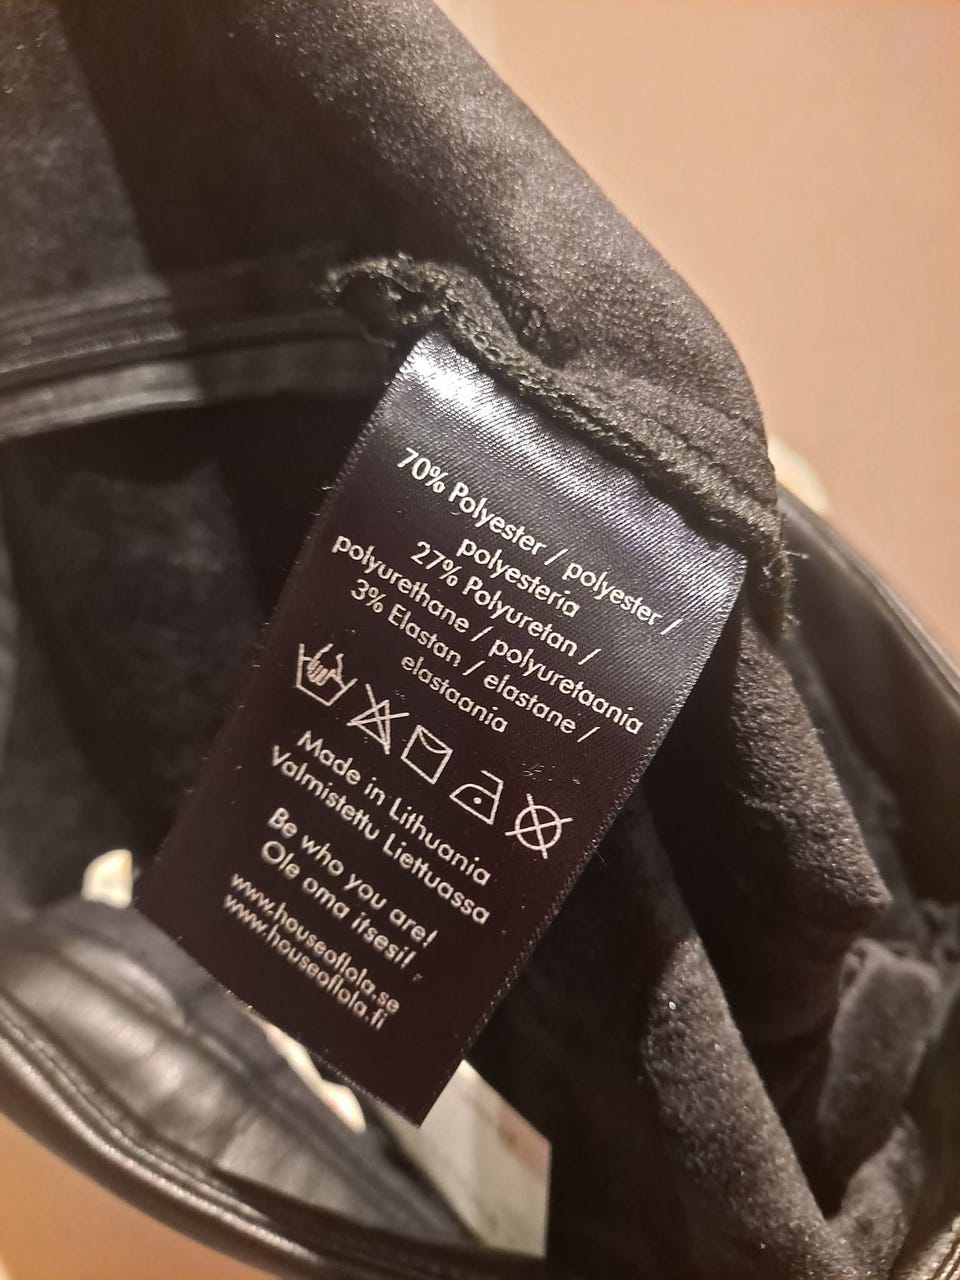 70% Polyester / polyester /
polyesteria
27% Polyuretan /
polyurethane / polyuretaania
3% Elastan / elastane /
elastaania
Made in Lithuania
Valmistettu Liettuassa
Be who you are!
Ole oma itsesi!
www.houseoflola.se
www.houseoflola.fi